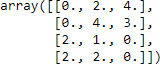 array([[0., 2., 4.],
       [0., 4., 3.],
       [2., 1., 0.],
       [2., 2., 0.]])